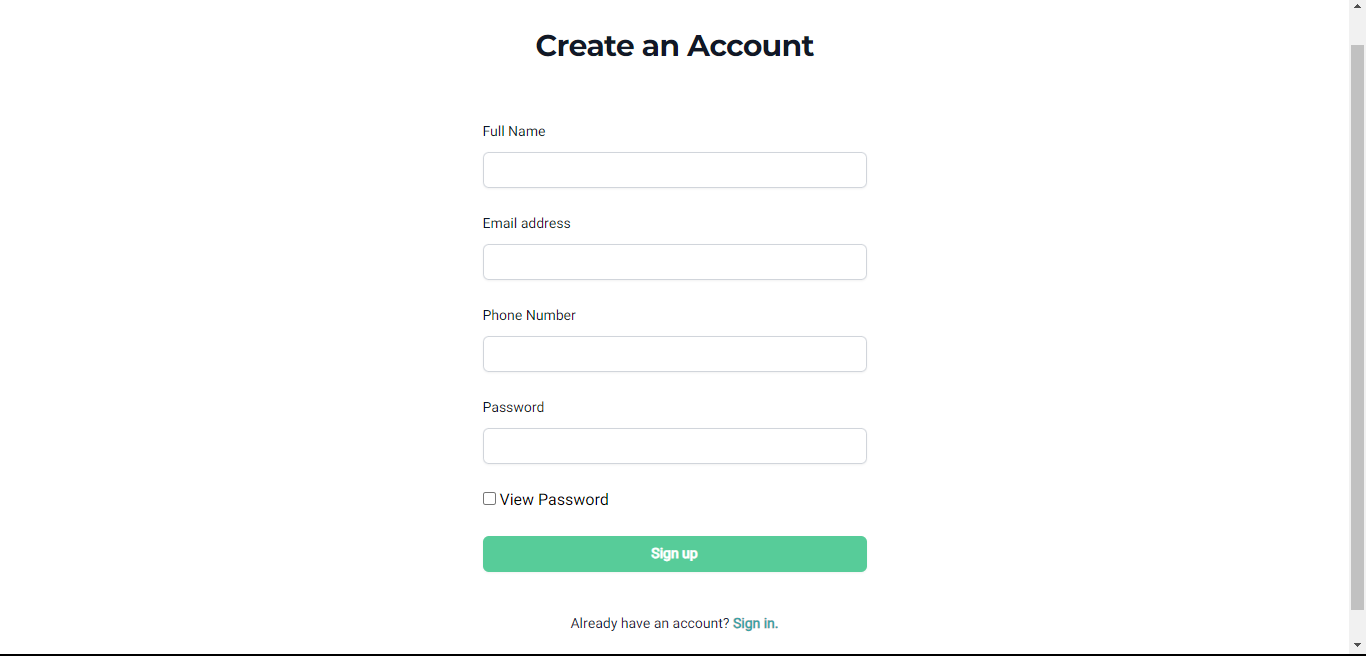 Create an Account
Full Name
Email address
Phone Number
Password
View Password
Sign up
Already have an account? Sign in.